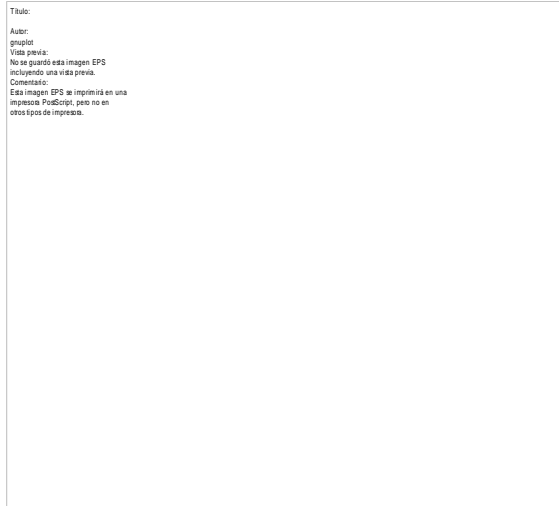 Título:
Autor:
gnuplot
Vista previa:
No se guardó esta imagen EPS
incluyendo una vista previa.
Comentario:
Esta imagen EPS se imprimirá en una
impresora PostScript, pero no en
otros tipos de impresora.